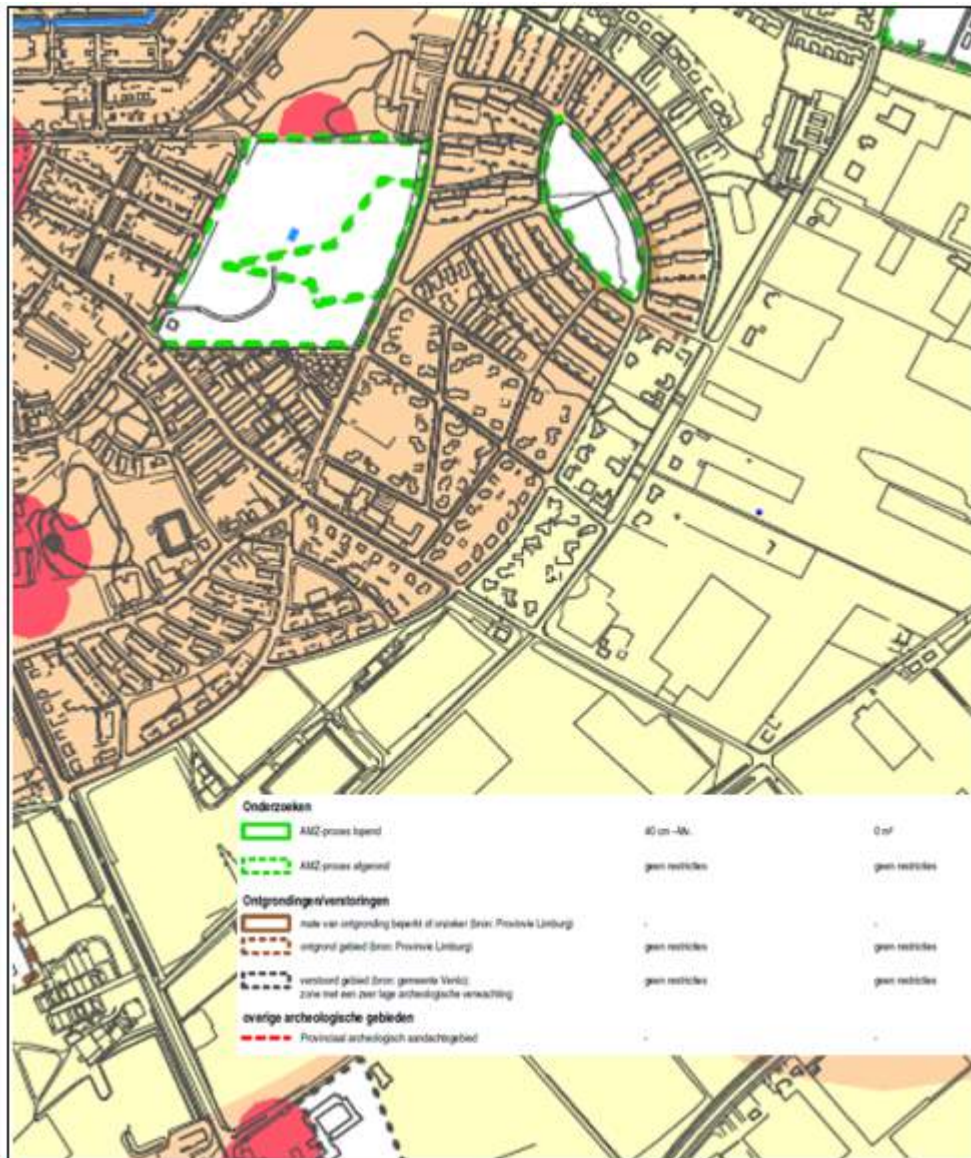 Onderzoeken
AMZ-proces lopend 40 cm –Mv. 0 m²
AMZ-proces afgerond geen restricties geen restricties
Ontgrondingen/verstoringen
mate van ontgronding beperkt of onzeker (bron: Provincie Limburg) - -
ontgrond gebied (bron: Provincie Limburg) geen restricties geen restricties
verstoord gebied (bron: gemeente Venlo); geen restricties geen restricties
zone met een zeer lage archeologische verwachting
overige archeologische gebieden
Provinciaal archeologisch aandachtsgebied - -